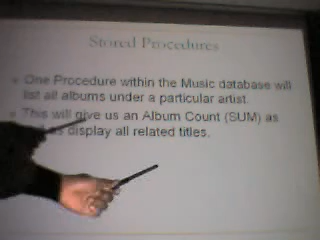 Stored Procedures
One Procedure within the Music database will
list all albums under a particular artist.
This will give us an Album Count (SUM) as
as display all related titles.